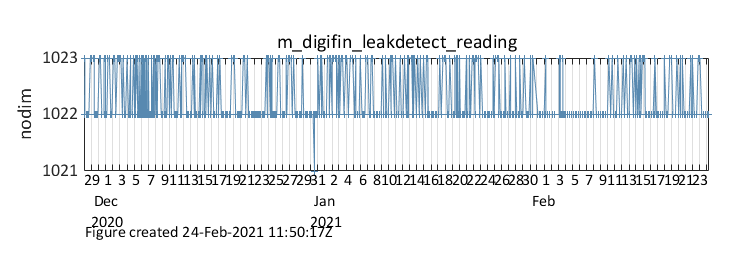 m_digifin_leakdetect_reading
1023
1022
1021
nodim
29 1 3 5 7 9 11 13 15 17 19 21 23 25 27 29 31 2 4 6 8 10 12 14 16 18 20 22 24 26 28 30 1 3 5 7 9 11 13 15 17 19 21 23
Dec Jan Feb
2020 2021
Figure created 24-Feb-2021 11:50:17Z